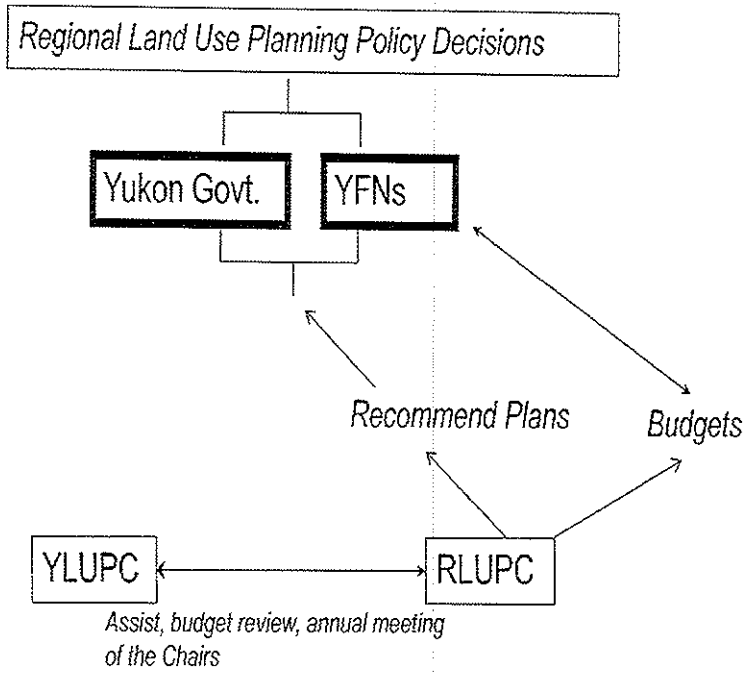 Regional Land Use Planning Policy Decisions
Yukon Govt.
YFNs
Recommend Plans
Budgets
YLUPC
RLUPC
Assist, budget review, annual meeting
of the Chairs